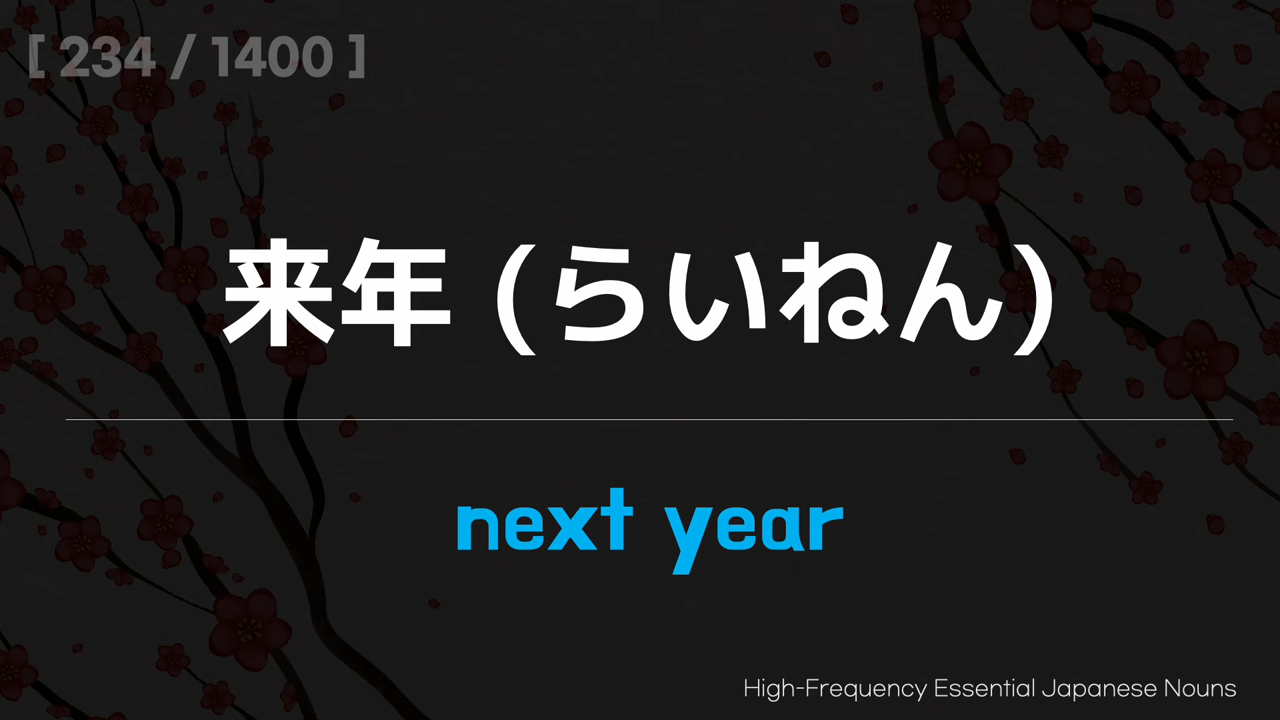 [ 234 / 1400 ]
来年 (らいねん)
next year
High-Frequency Essential Japanese Nouns